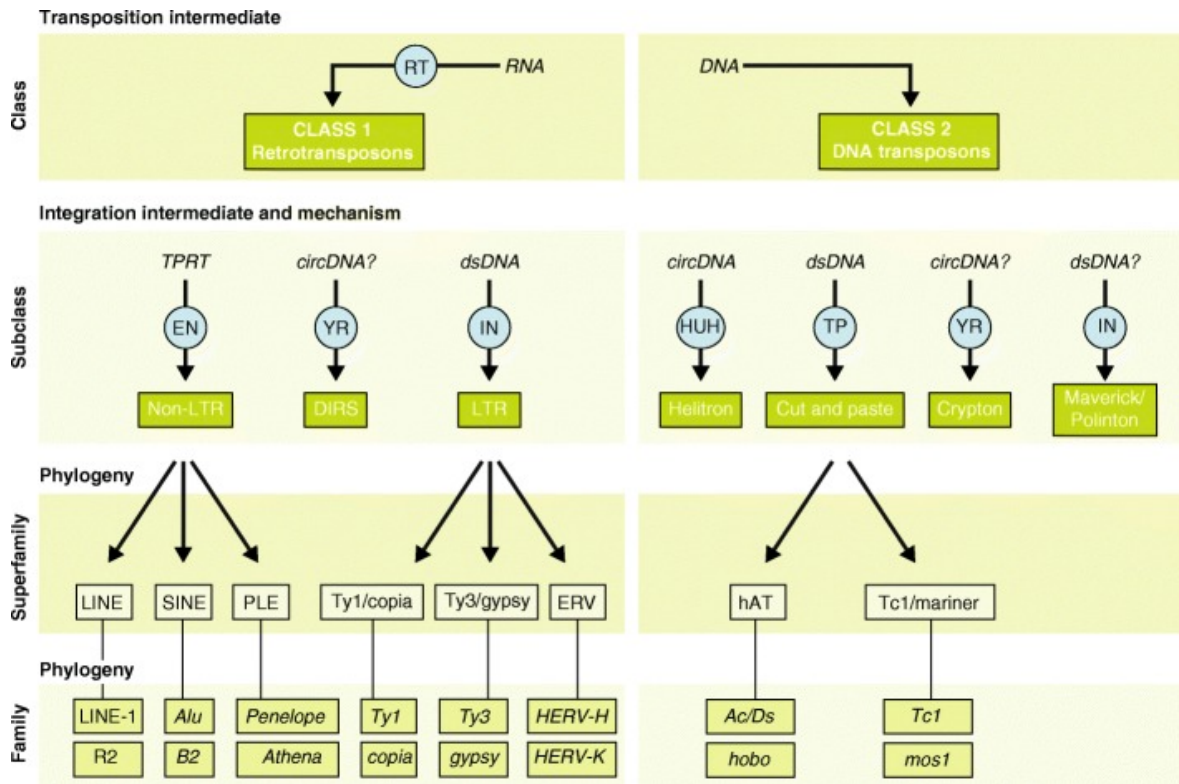 Transposition intermediate
Class
RT
RNA
DNA
CLASS 1
Retrotransposons
CLASS 2
DNA transposons
Integration intermediate and mechanism
Subclass
TPRT
circDNA?
dsDNA
circDNA
dsDNA
circDNA?
dsDNA?
EN
YR
IN
HUH
TP
YR
IN
Non-LTR
DIRS
LTR
Helitron
Cut and paste
Crypton
Maverick/
Polinton
Phylogeny
Superfamily
LINE
SINE
PLE
Ty1/copia
Ty3/gypsy
ERV
hAT
Tc1/mariner
Phylogeny
Family
LINE-1
Alu
Penelope
Ty1
Ty3
HERV-H
Ac/Ds
Tc1
R2
B2
Athena
copia
gypsy
HERV-K
hobo
mos1